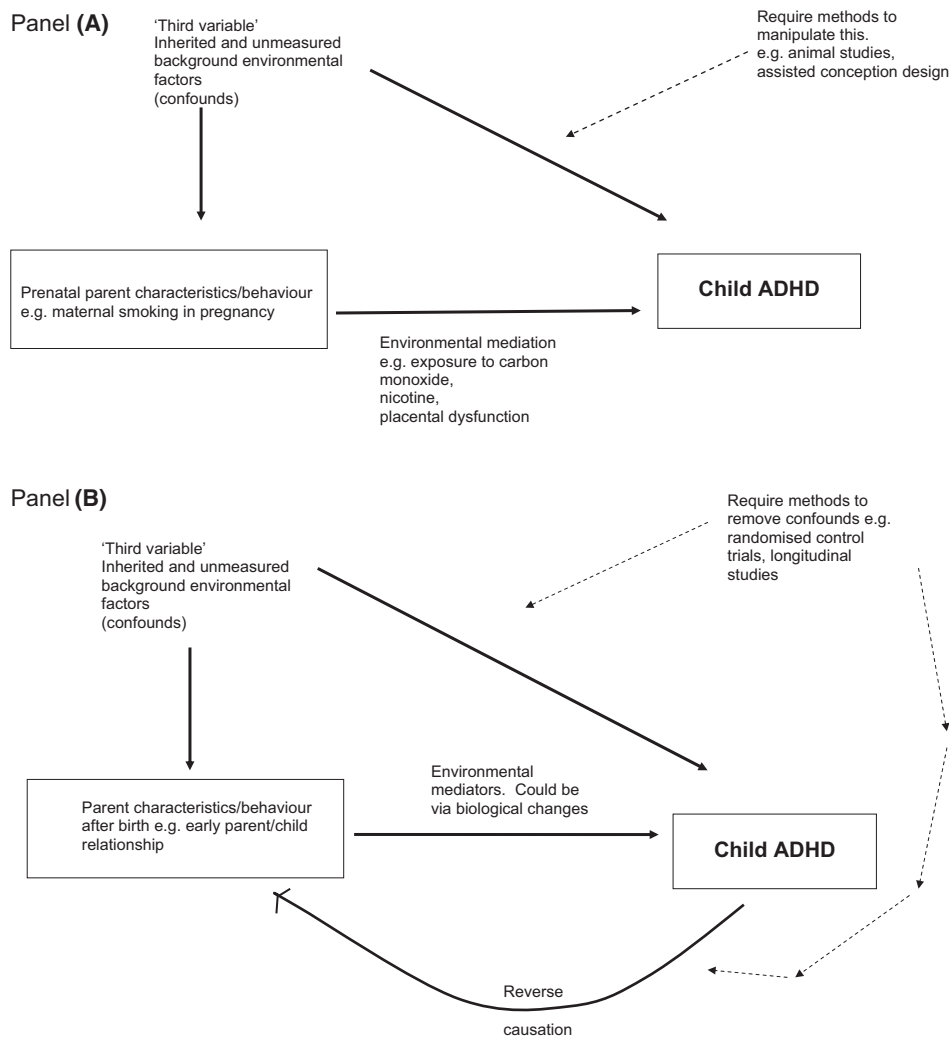 Panel (A)
‘Third variable’
Inherited and unmeasured
background environmental
factors
(confounds)
Require methods to
manipulate this.
e.g. animal studies,
assisted conception design
Prenatal parent characteristics/behaviour
e.g. maternal smoking in pregnancy
Child ADHD
Environmental mediation
e.g. exposure to carbon
monoxide,
nicotine,
placental dysfunction
Panel (B)
‘Third variable’
Inherited and unmeasured
background environmental
factors
(confounds)
Require methods to
remove confounds e.g.
randomised control
trials, longitudinal
studies
Environmental
mediators. Could be
via biological changes
Parent characteristics/behaviour
after birth e.g. early parent/child
relationship
Child ADHD
Reverse
causation